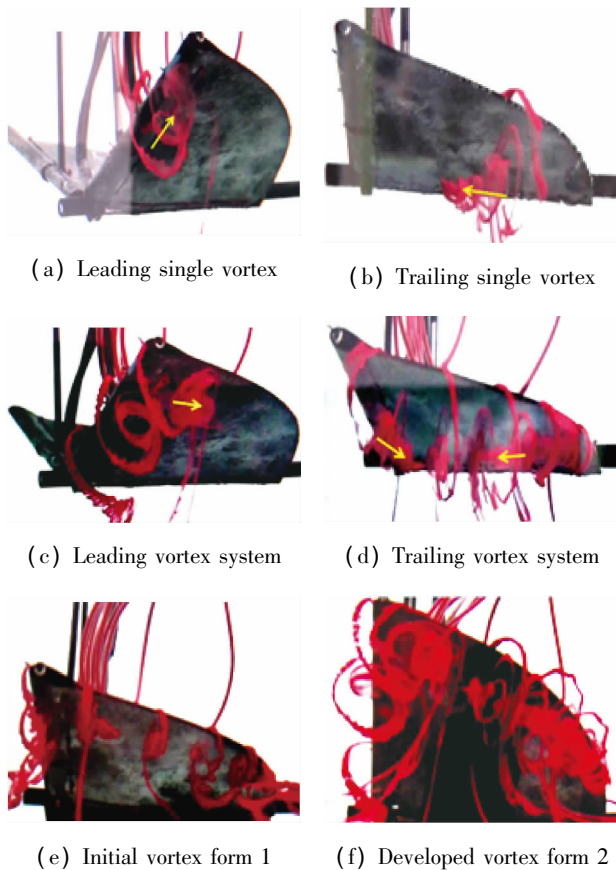 (a) Leading single vortex
(b) Trailing single vortex
(c) Leading vortex system
(d) Trailing vortex system
(e) Initial vortex form 1
(f) Developed vortex form 2